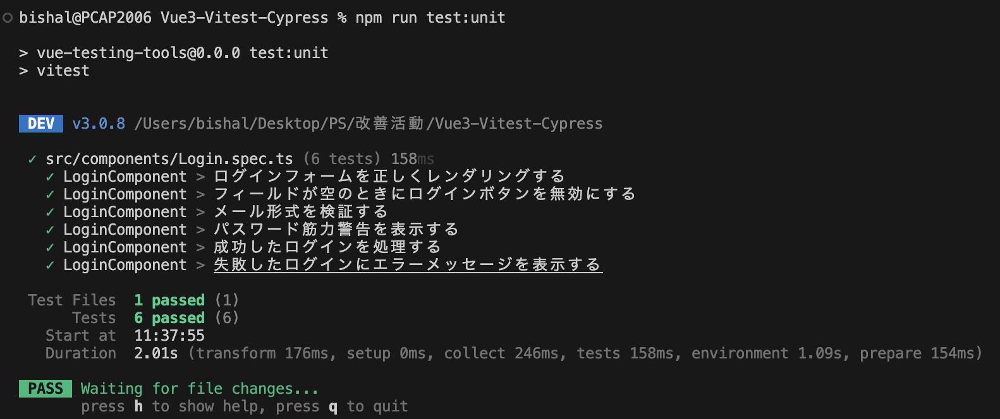 bishal@PCAP2006 Vue3-Vitest-Cypress % npm run test:unit
> vue-testing-tools@0.0.0 test:unit
> vitest
DEV v3.0.8 /Users/bishal/Desktop/PS/改善活動/Vue3-Vitest-Cypress
✓ src/components/Login.spec.ts (6 tests) 158ms
✓ LoginComponent > ログインフォームを正しくレンダリングする
✓ LoginComponent > フィールドが空のときにログインボタンを無効にする
✓ LoginComponent > メール形式を検証する
✓ LoginComponent > パスワード筋力警告を表示する
✓ LoginComponent > 成功したログインを処理する
✓ LoginComponent > 失敗したログインにエラーメッセージを表示する
Test Files 1 passed (1)
Tests 6 passed (6)
Start at 11:37:55
Duration 2.01s (transform 176ms, setup 0ms, collect 246ms, tests 158ms, environment 1.09s, prepare 154ms)
PASS Waiting for file changes...
press h to show help, press q to quit